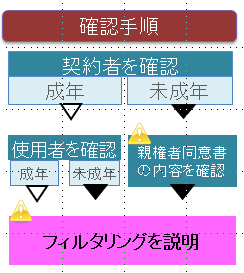 確認手順
契約者を確認
成年
未成年
使用者を確認
成年
未成年
親権者同意書
の内容を確認
フィルタリングを説明